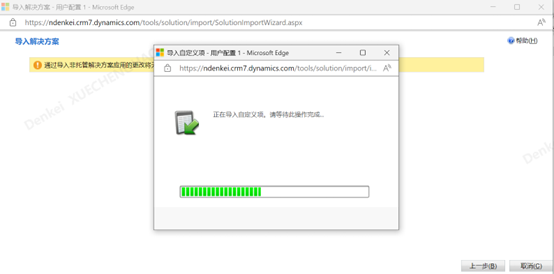 导入解决方案 - 用户配置 1 - Microsoft Edge
https://ndenkei.crm7.dynamics.com/tools/solution/import/SolutionImportWizard.aspx
导入解决方案
帮助(H)
通过导入非托管解决方案应用的更改将
导入自定义项 - 用户配置 1 - Microsoft Edge
https://ndenkei.crm7.dynamics.com/tools/solution/import/i...
正在导入自定义项。请等待此操作完成...
Denkei XUECHENG
Denkei
上一步(B)
取消(C)